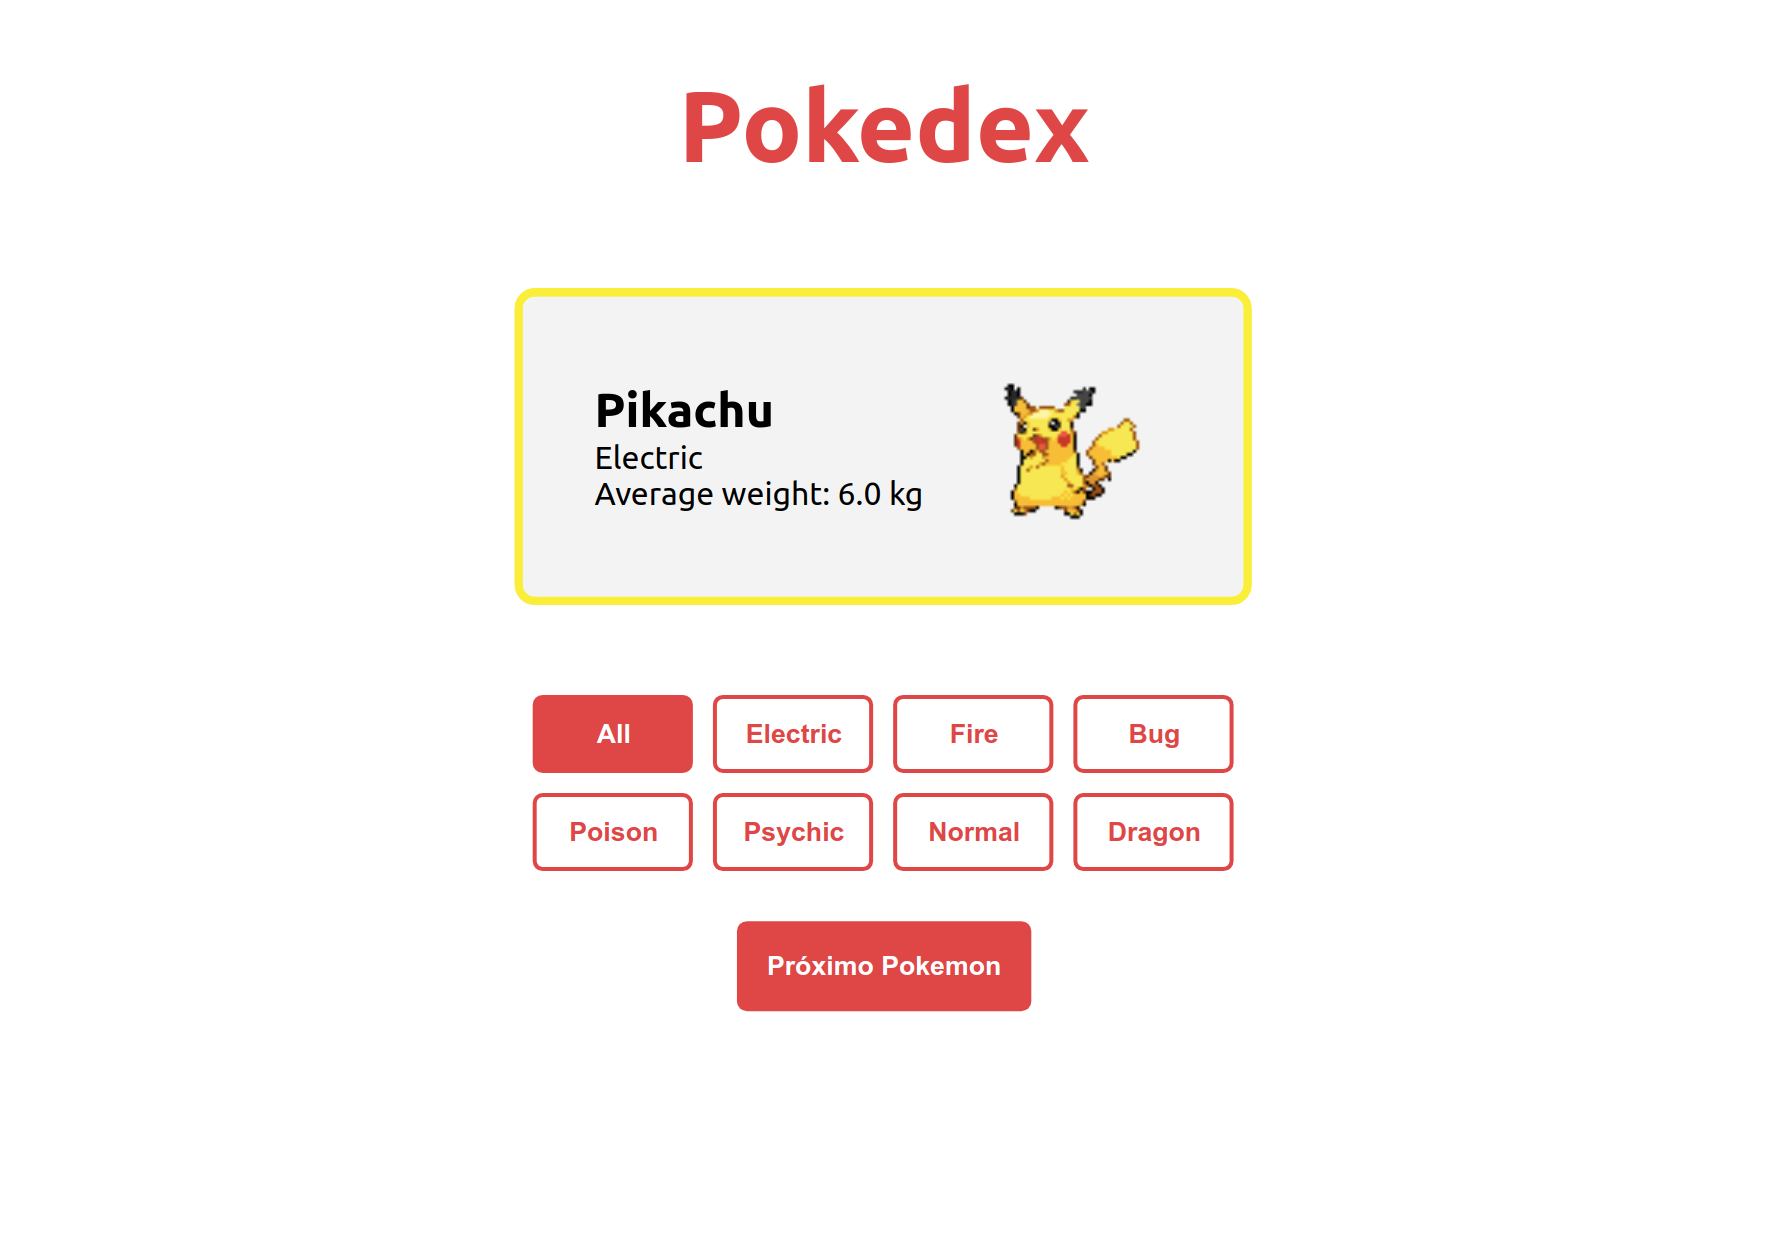 Pokedex
Pikachu
Electric
Average weight: 6.0 kg
All
Electric
Fire
Bug
Poison
Psychic
Normal
Dragon
Próximo Pokemon